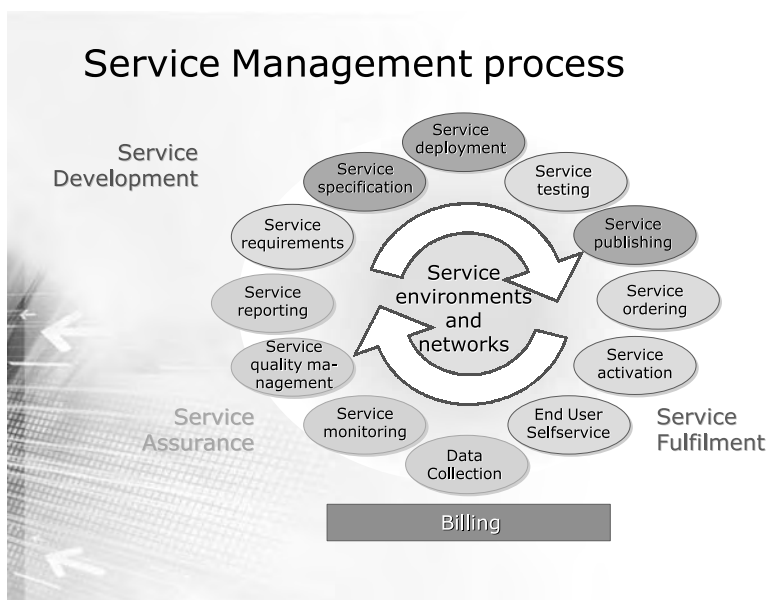 Service Management process
Service
Development
Service
deployment
Service
specification
Service
testing
Service
requirements
Service
publishing
Service
reporting
Service
environments
and
networks
Service
ordering
Service
quality ma-
nagement
Service
activation
Service
Assurance
Service
monitoring
End User
Selfservice
Service
Fulfilment
Data
Collection
Billing